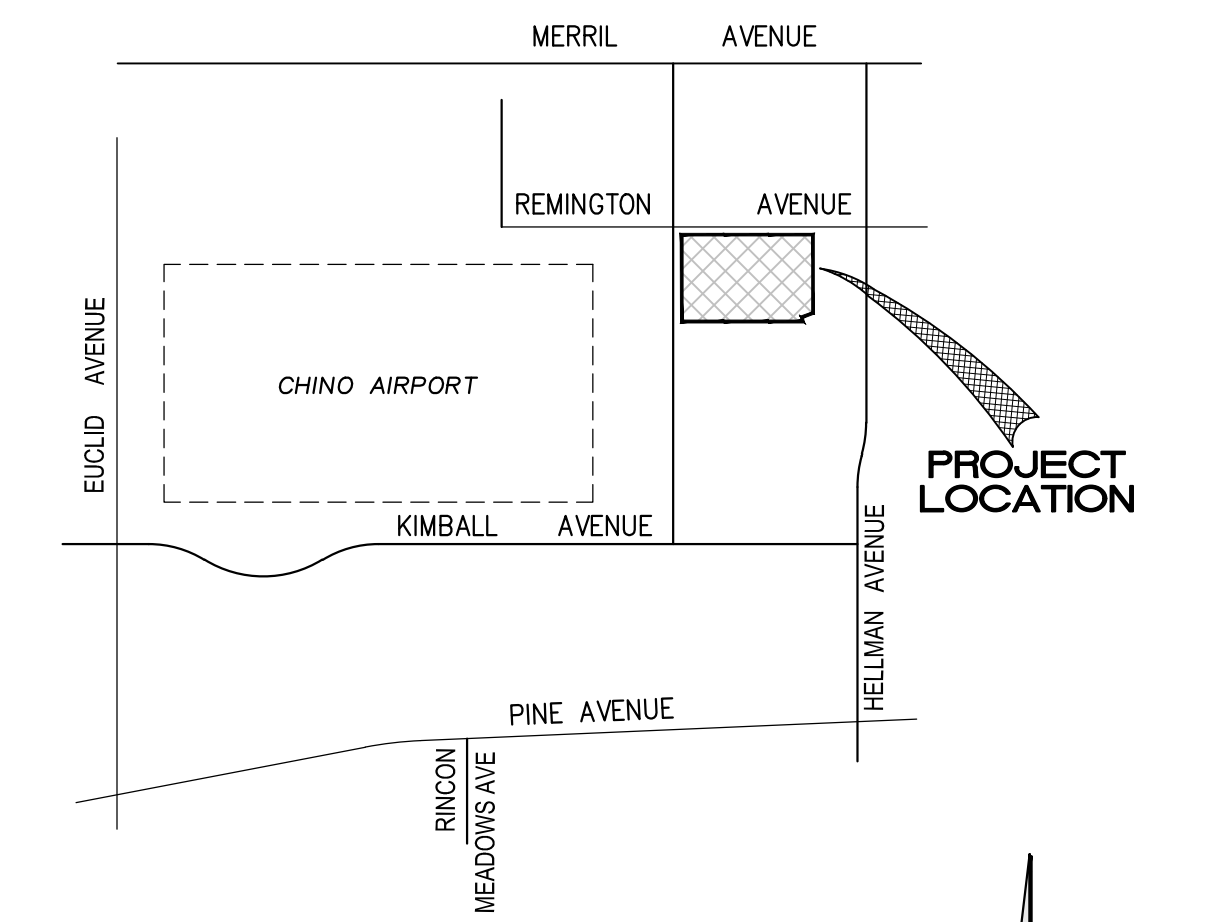 MERRIL AVENUE
REMINGTON AVENUE
EUCLID AVENUE
CHINO AIRPORT
PROJECT
LOCATION
KIMBALL AVENUE
HELLMAN AVENUE
PINE AVENUE
RINCON
MEADOWS AVE